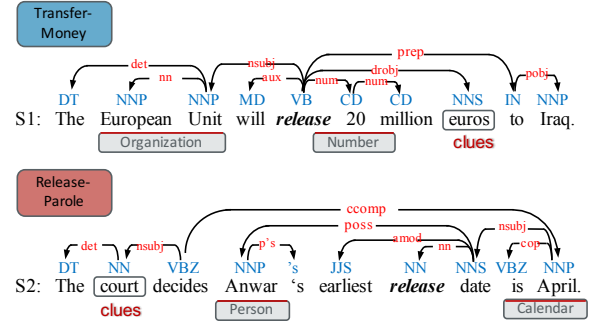 Transfer-
Money
prep
det nsubj drobj
nn aux num num pobj
DT NNP NNP MD VB CD CD NNS IN NNP
S1: The European Unit will release 20 million euros to Iraq.
Organization Number clues
Release-
Parole
ccomp
poss nsubj
det nsubj p's amod nn cop
DT NN VBZ NNP 's JJS NN NNS VBZ NNP
S2: The court decides Anwar 's earliest release date is April.
clues Person Calendar